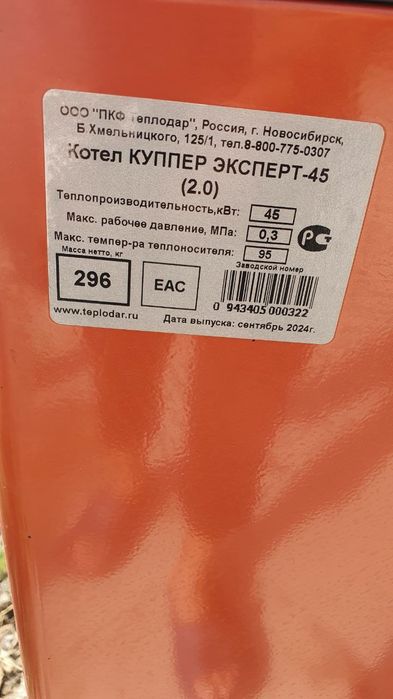 ООО "ПКФ Теплодар", Россия, г. Новосибирск,
Б.Хмельницкого, 125/1, тел.8-800-775-0307
Котел КУППЕР ЭКСПЕРТ-45
(2.0)
Теплопроизводительность,кВт: 45
Макс. рабочее давление, МПа: 0,3
Макс. темпер-ра теплоносителя: 95
Масса нетто, кг
Заводской номер
296
EAC
0 943405 000322
www.teplodar.ru
Дата выпуска: сентябрь 2024г.